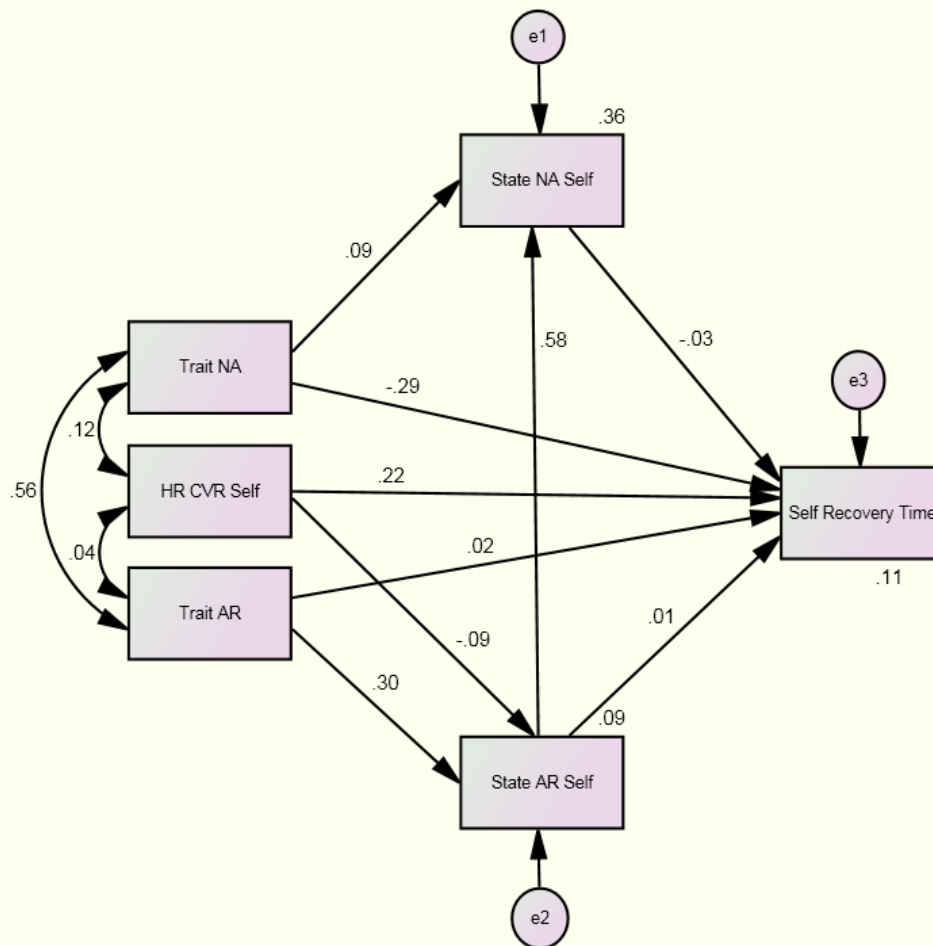 e1
.36
State NA Self
.09
.58
-.03
Trait NA
-.29
e3
.12
HR CVR Self
.22
.56
Self Recovery Time
.04
.02
Trait AR
.11
.01
-.09
.30
.09
State AR Self
e2